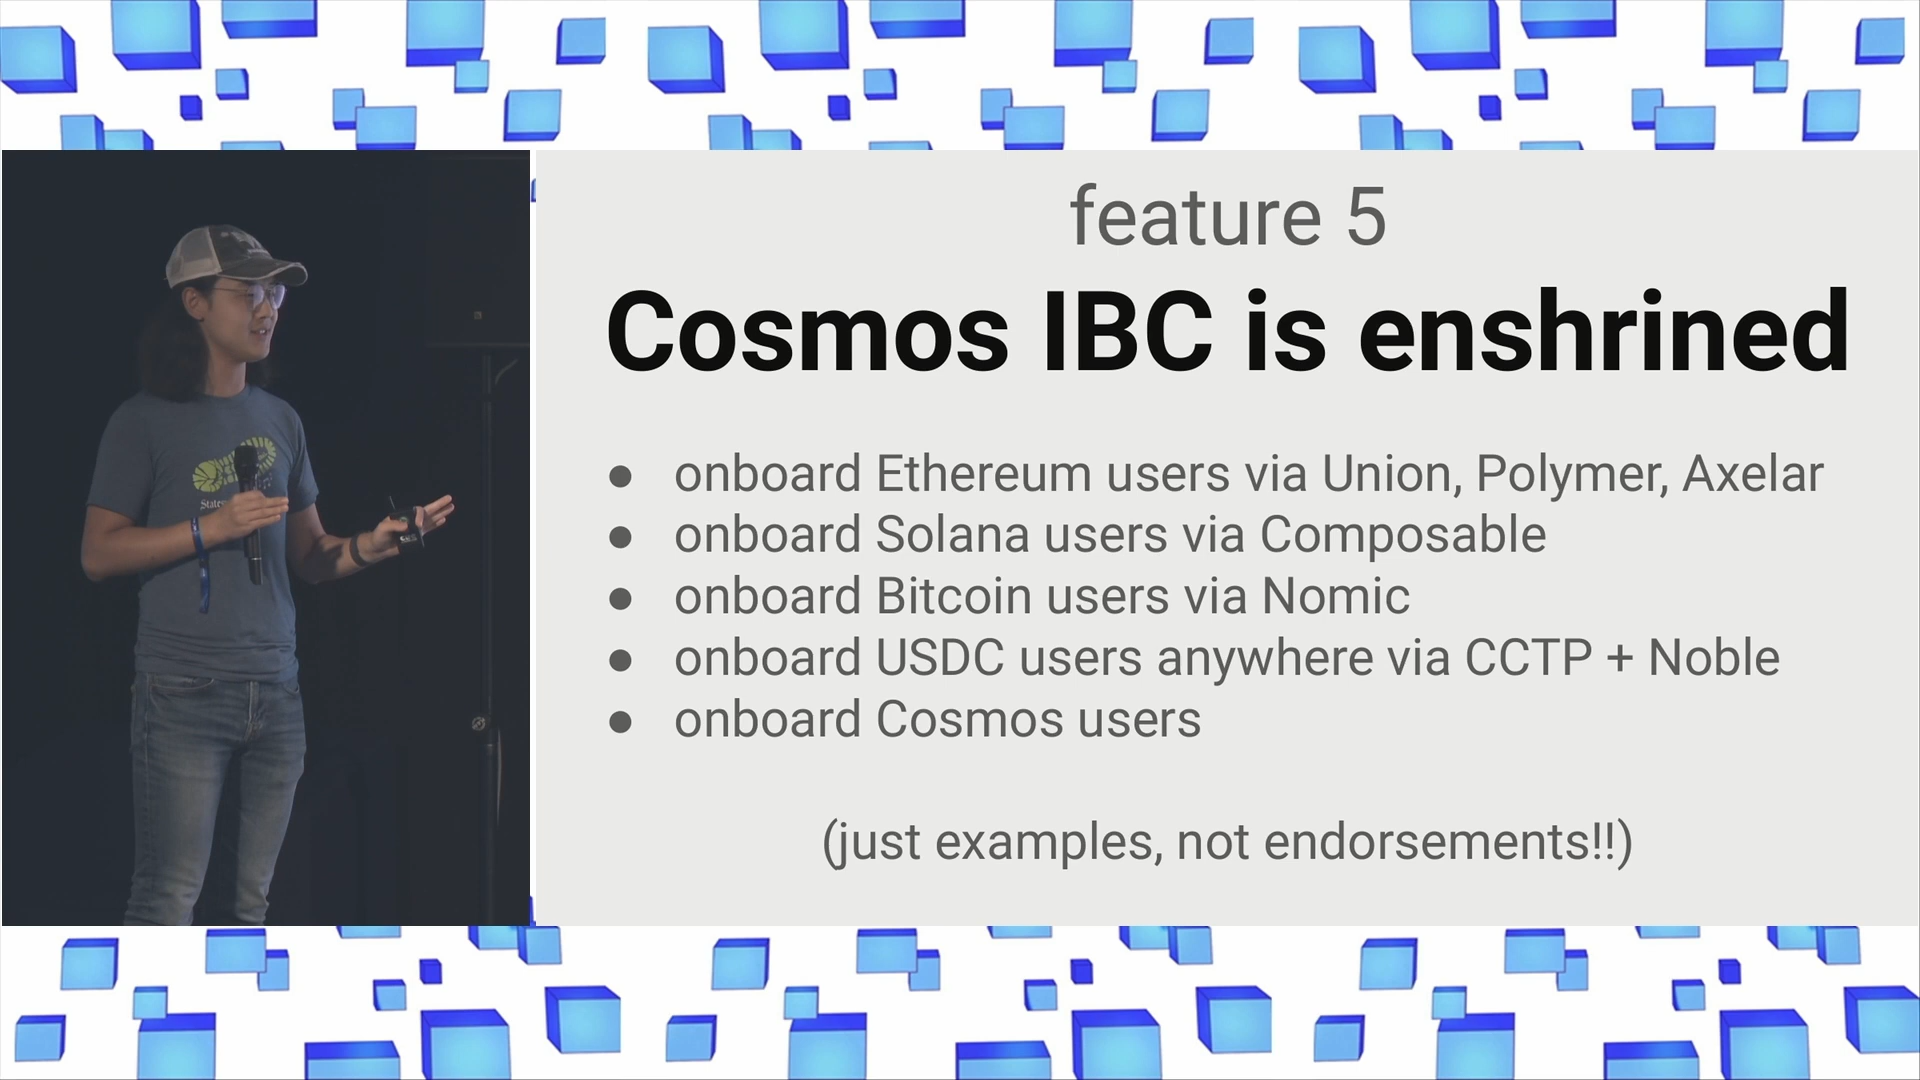 feature 5
Cosmos IBC is enshrined
● onboard Ethereum users via Union, Polymer, Axelar
● onboard Solana users via Composable
● onboard Bitcoin users via Nomic
● onboard USDC users anywhere via CCTP + Noble
● onboard Cosmos users
(just examples, not endorsements!!)